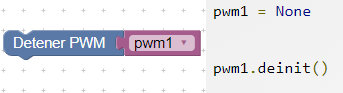 pwm1 = None
Detener PWM pwm1
pwm1.deinit()